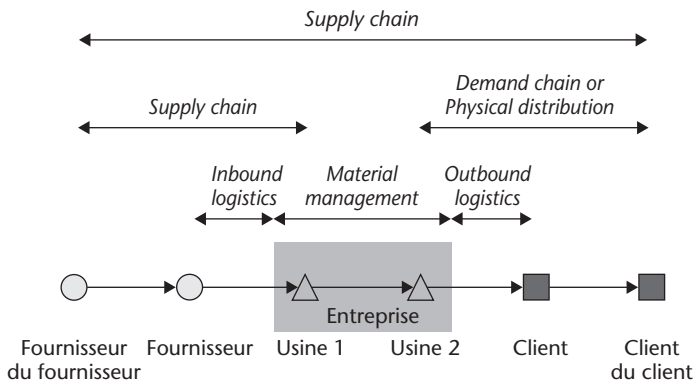 Supply chain
Supply chain
Demand chain or
Physical distribution
Inbound
logistics
Material
management
Outbound
logistics
Entreprise
Fournisseur
du fournisseur
Fournisseur
Usine 1
Usine 2
Client
Client
du client